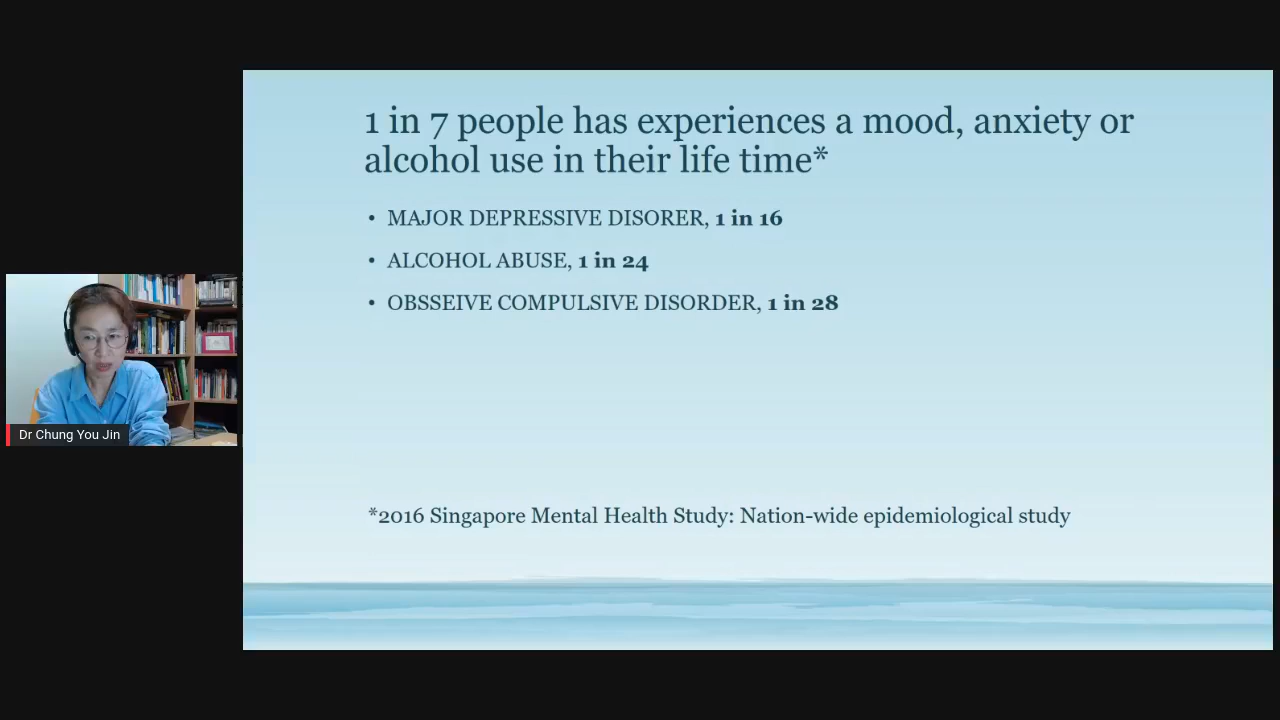 1 in 7 people has experiences a mood, anxiety or
alcohol use in their life time*
• MAJOR DEPRESSIVE DISORER, 1 in 16
• ALCOHOL ABUSE, 1 in 24
• OBSSEIVE COMPULSIVE DISORDER, 1 in 28
Dr Chung You Jin
*2016 Singapore Mental Health Study: Nation-wide epidemiological study